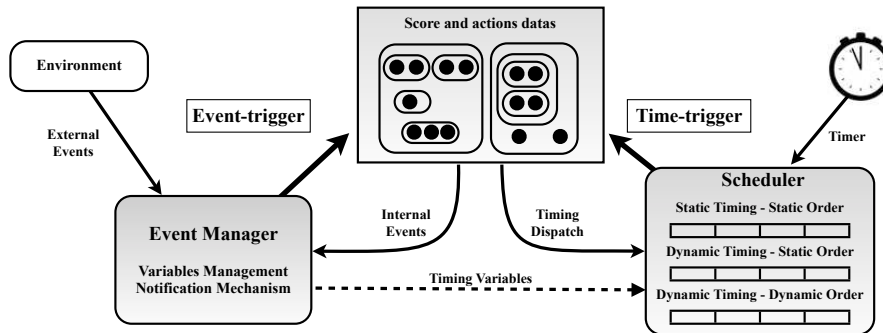 Score and actions datas
Environment
Event-trigger
Time-trigger
External
Events
Timer
Internal
Events
Timing
Dispatch
Event Manager
Variables Management
Notification Mechanism
Timing Variables
Scheduler
Static Timing - Static Order
Dynamic Timing - Static Order
Dynamic Timing - Dynamic Order